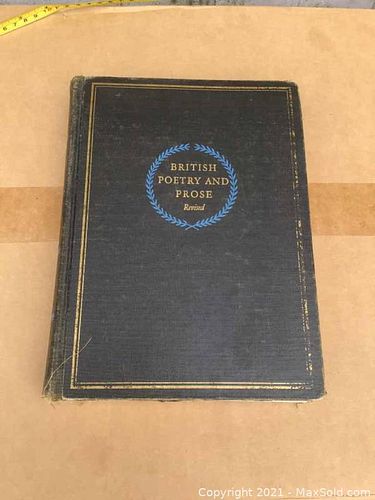 BRITISH
POETRY AND
PROSE
Revised
Copyright 2021 - MaxSold.com